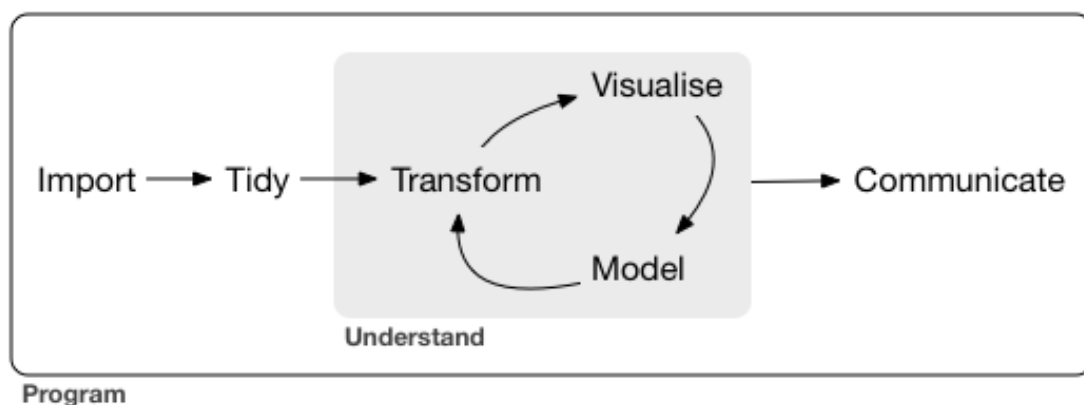 Visualise
Import Tidy Transform Communicate
Model
Understand
Program